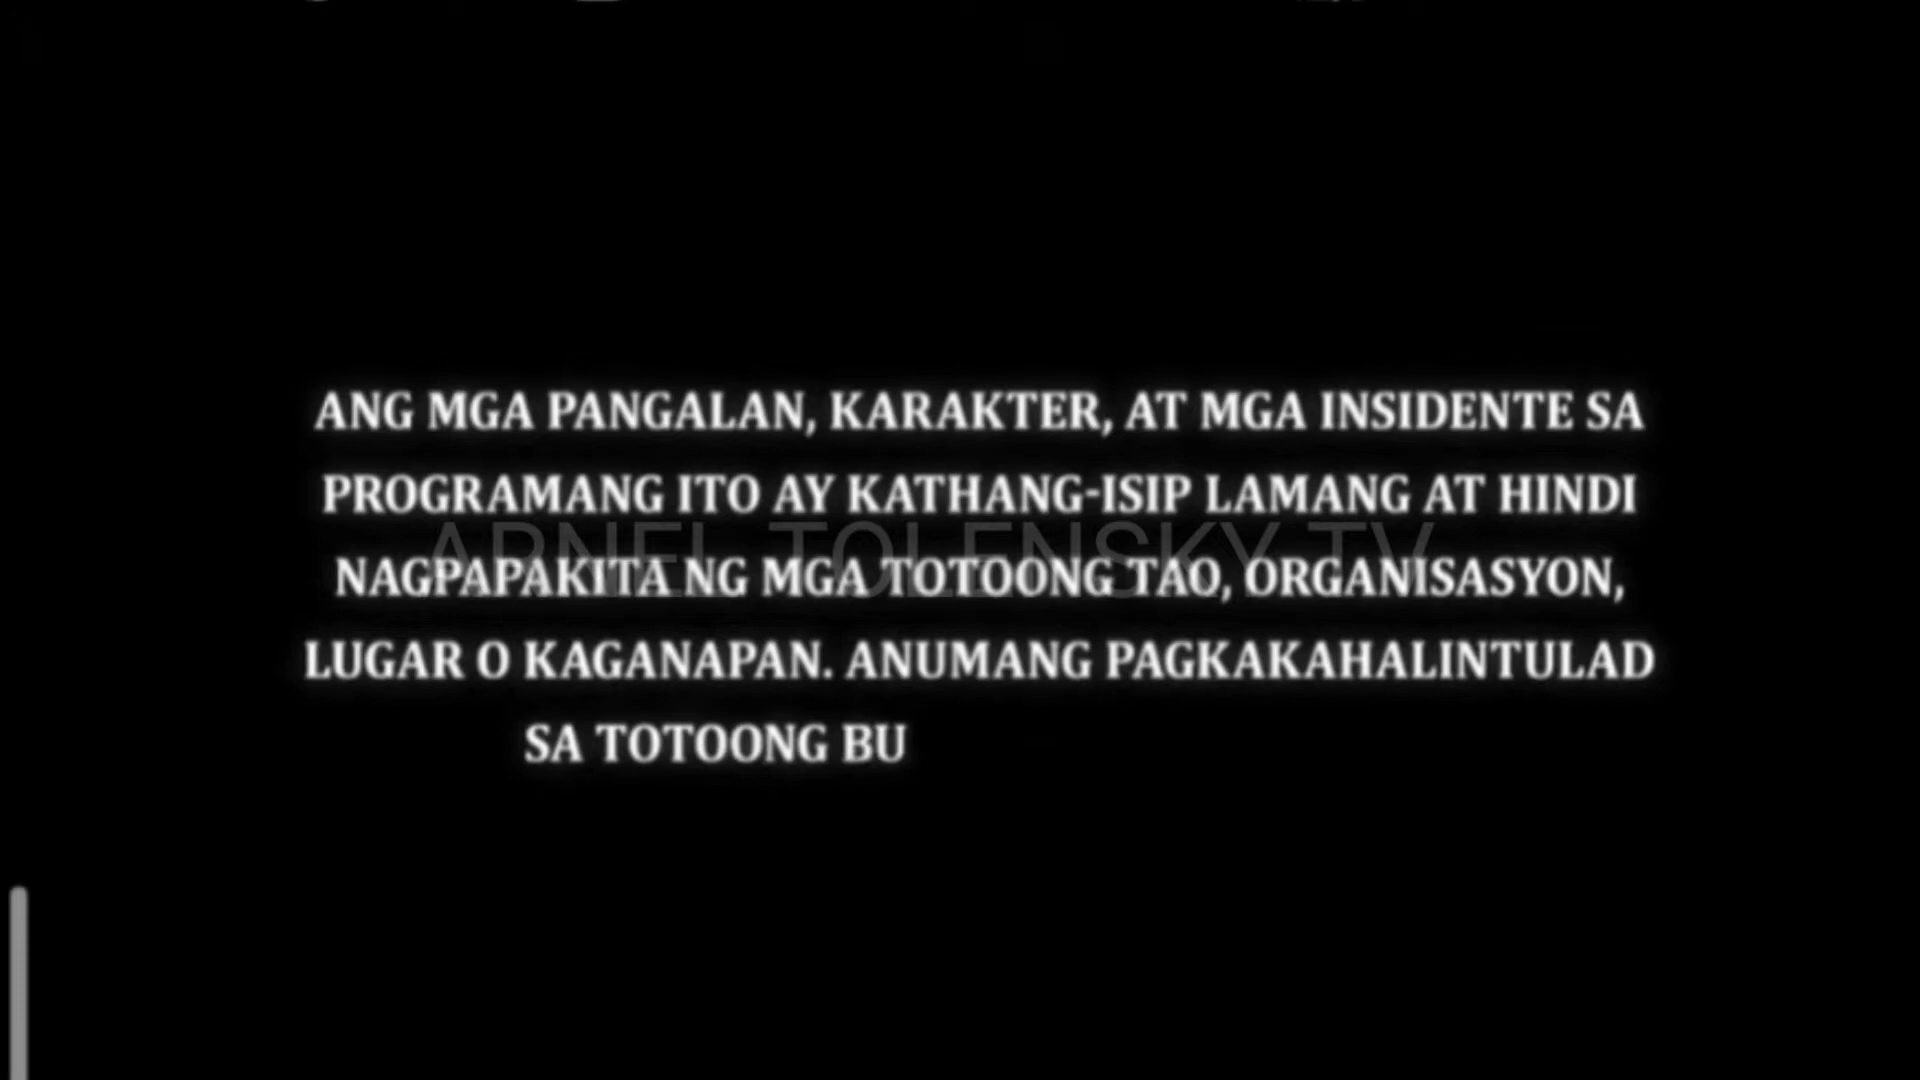 ANG MGA PANGALAN, KARAKTER, AT MGA INSIDENTE SA
PROGRAMANG ITO AY KATHANG-ISIP LAMANG AT HINDI
ARNEL TOLENSKY TV
NAGPAPAKITA NG MGA TOTOONG TAO, ORGANISASYON,
LUGAR O KAGANAPAN. ANUMANG PAGKAKAHALINTULAD
SA TOTOONG BU